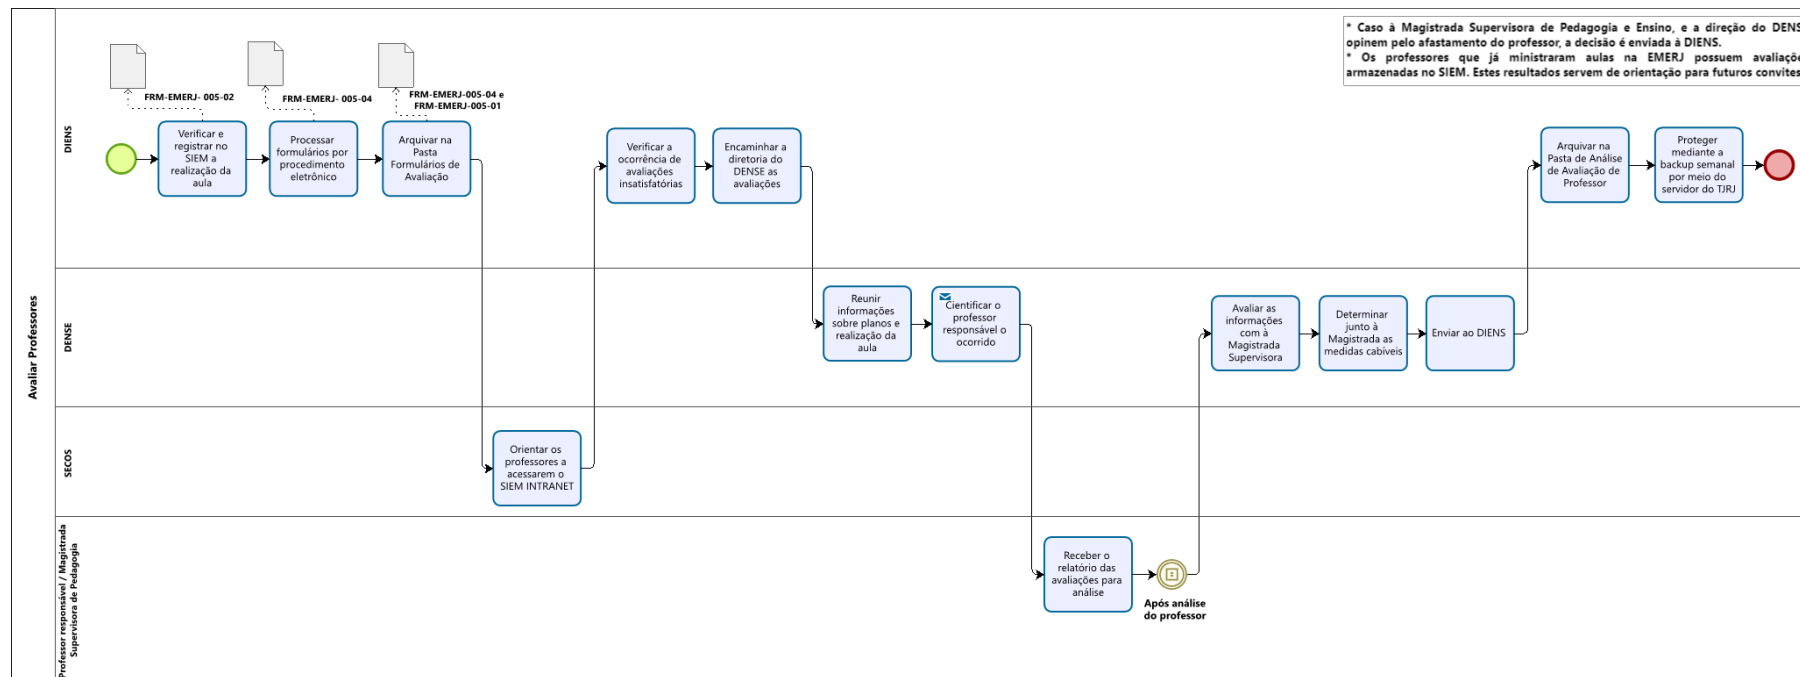 * Caso à Magistrada Supervisora de Pedagogia e Ensino, e a direção do DENS
opinem pelo afastamento do professor, a decisão é enviada à DIENS.
* Os professores que já ministraram aulas na EMERJ possuem avaliaçõe
armazenadas no SIEM. Estes resultados servem de orientação para futuros convites
Avaliar Professores
DIENS
FRM-EMERJ- 005-02
FRM-EMERJ- 005-04
FRM-EMERJ-005-04 e
FRM-EMERJ-005-01
Verificar e
registrar no
SIEM a
realização da
aula
Processar
formulários por
procedimento
eletrônico
Arquivar na
Pasta
Formulários de
Avaliação
Verificar a
ocorrência de
avaliações
insatisfatórias
Encaminhar a
diretoria do
DENSE as
avaliações
Arquivar na
Pasta de Análise
de Avaliação de
Professor
Proteger
mediante a
backup semanal
por meio do
servidor do TJRJ
DENSE
Reunir
informações
sobre planos e
realização da
aula
Cientificar o
professor
responsável o
ocorrido
Avaliar as
informações
com à
Magistrada
Supervisora
Determinar
junto à
Magistrada as
medidas cabíveis
Enviar ao DIENS
SECOS
Orientar os
professores a
acessarem o
SIEM INTRANET
Professor responsável / Magistrada
Supervisora de Pedagogia
Receber o
relatório das
avaliações para
análise
Após análise
do professor